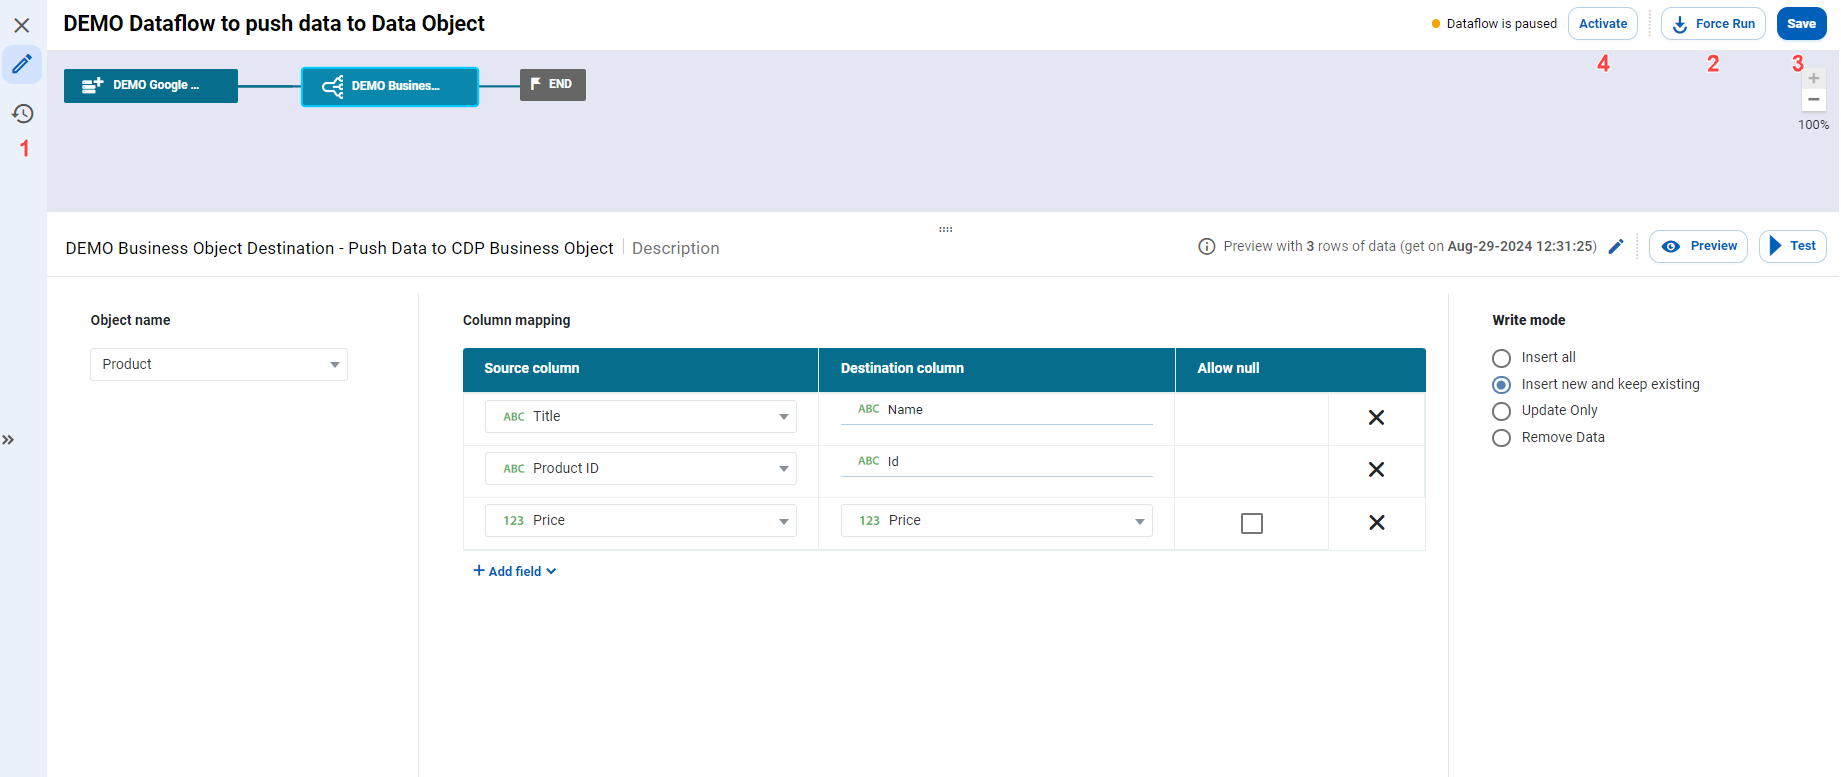 DEMO Dataflow to push data to Data Object
Dataflow is paused
Activate
Force Run
Save
4
2
3
DEMO Google ...
DEMO Busines...
END
100%
1
DEMO Business Object Destination - Push Data to CDP Business Object
Description
Preview with 3 rows of data (get on Aug-29-2024 12:31:25)
Preview
Test
Object name
Product
Column mapping
Source column
Destination column
Allow null
ABC Title
ABC Name
ABC Product ID
ABC Id
123 Price
123 Price
+ Add field
Write mode
Insert all
Insert new and keep existing
Update Only
Remove Data